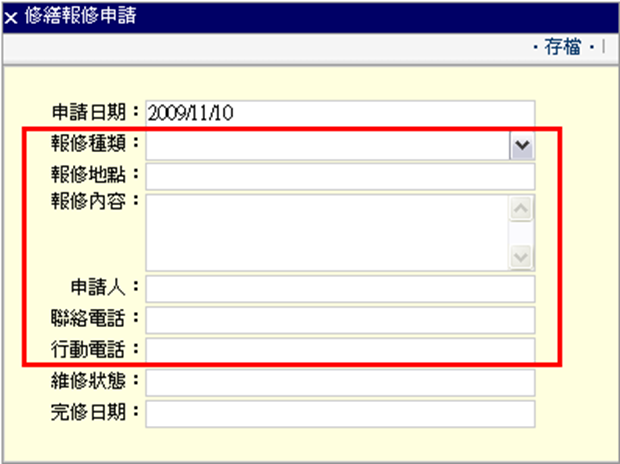 修繕報修申請
・存檔・|
申請日期：2009/11/10
報修種類：
報修地點：
報修內容：
申請人：
聯絡電話：
行動電話：
維修狀態：
完修日期：